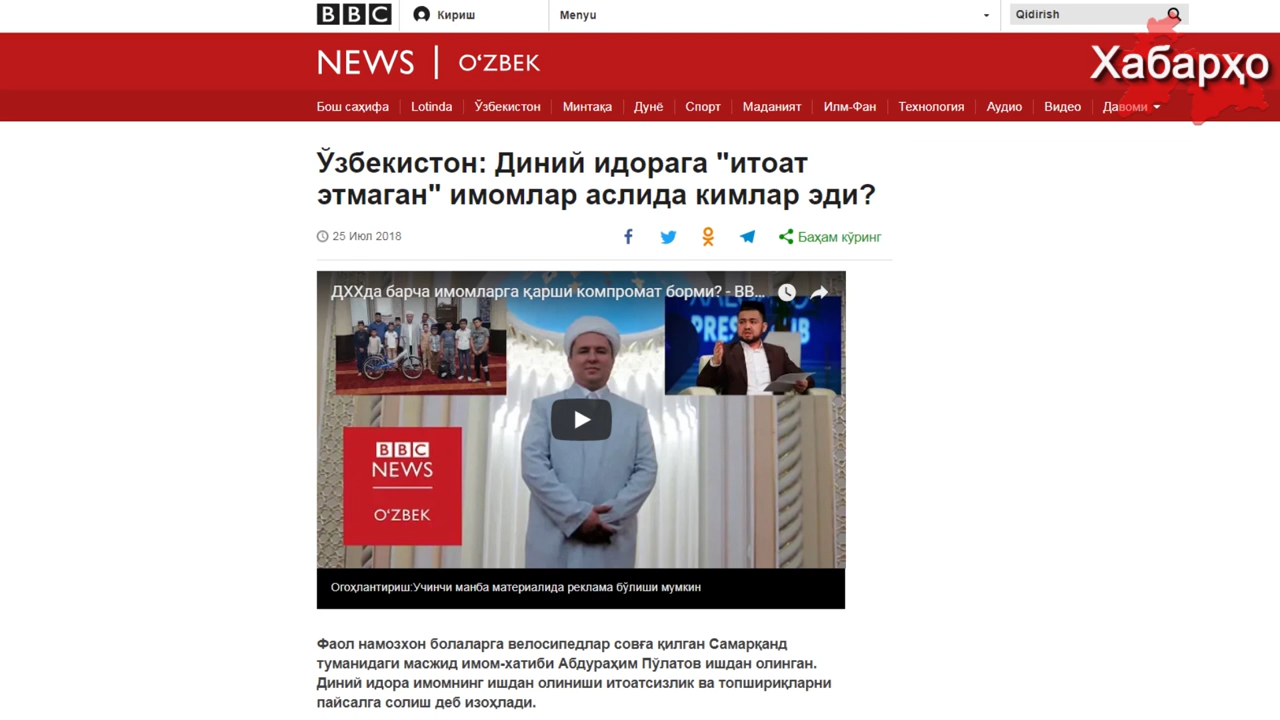 BBC
Кириш
Menyu
Qidirish
NEWS | O'ZBEK
Хабарҳо
Бош саҳифа Lotinda Ўзбекистон Минтақа Дунё Спорт Маданият Илм-Фан Технология Аудио Видео Давоми
Ўзбекистон: Диний идорага "итоат
этмаган" имомлар аслида кимлар эди?
25 Июл 2018
Баҳам кўринг
ДХХда барча имомларга қарши компромат борми? - BB...
PRESS
BBC
NEWS
O'ZBEK
Огоҳлантириш:Учинчи манба материалида реклама бўлиши мумкин
Фаол намозхон болаларга велосипедлар совға қилган Самарқанд
туманидаги масжид имом-хатиби Абдураҳим Пўлатов ишдан олинган.
Диний идора имомнинг ишдан олиниши итоатсизлик ва топшириқларни
пайсалга солиш деб изоҳлади.